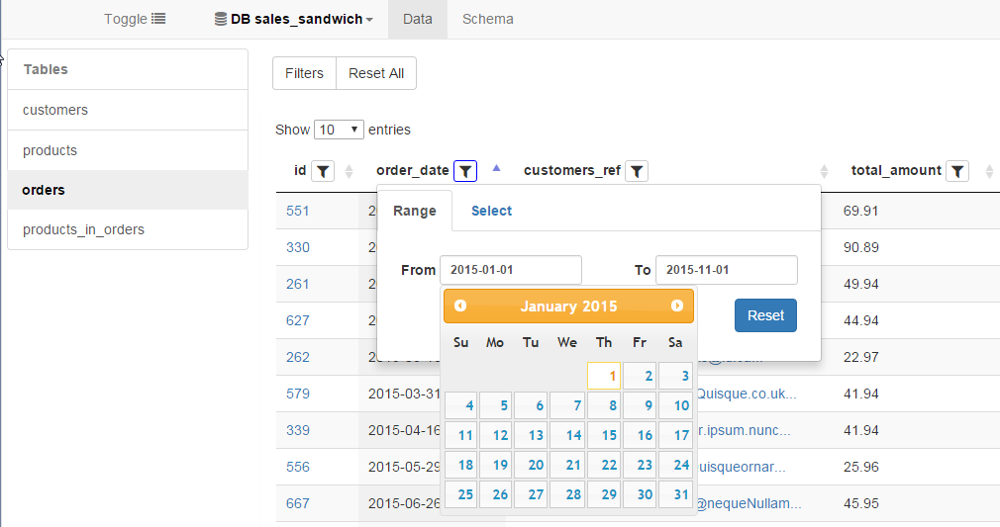 Toggle DB sales_sandwich Data Schema
Tables
customers
products
orders
products_in_orders
Filters Reset All
Show 10 entries
id order_date customers_ref total_amount
Range Select
From 2015-01-01 To 2015-11-01
Reset
January 2015
Su Mo Tu We Th Fr Sa
1 2 3
4 5 6 7 8 9 10
11 12 13 14 15 16 17
18 19 20 21 22 23 24
25 26 27 28 29 30 31
551 69.91
330 90.89
261 49.94
627 44.94
262 22.97
579 2015-03-31 Quisque.co.uk... 41.94
339 2015-04-16 r.ipsum.nunc... 41.94
556 2015-05-29 uisqueornar... 25.96
667 2015-06-26 @nequeNullam... 45.95